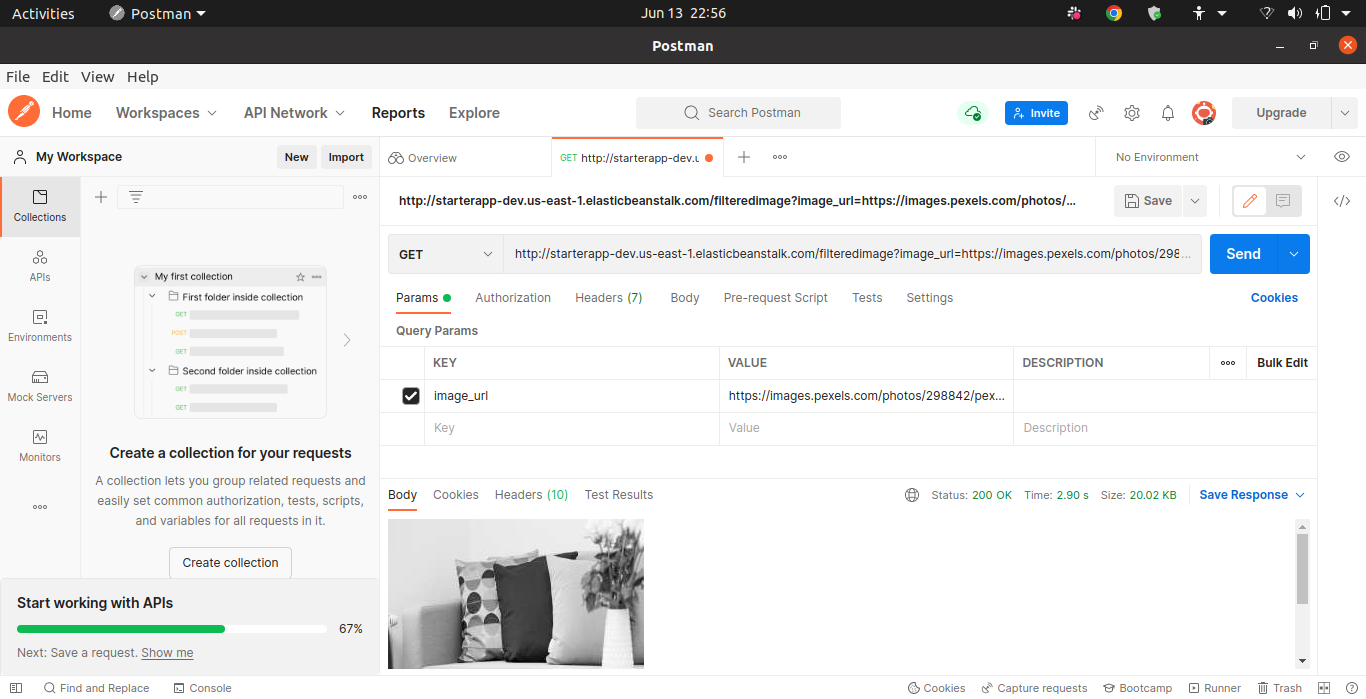 Activities Postman Jun 13 22:56
Postman
File Edit View Help
Home Workspaces API Network Reports Explore Search Postman Invite Upgrade
My Workspace New Import Overview GET http://starterapp-dev.u No Environment
Collections
APIs
Environments
Mock Servers
Monitors
My first collection
First folder inside collection
GET
POST
GET
Second folder inside collection
GET
GET
Create a collection for your requests
A collection lets you group related requests and
easily set common authorization, tests, scripts,
and variables for all requests in it.
Create collection
Start working with APIs
67%
Next: Save a request. Show me
http://starterapp-dev.us-east-1.elasticbeanstalk.com/filteredimage?image_url=https://images.pexels.com/photos/... Save
GET http://starterapp-dev.us-east-1.elasticbeanstalk.com/filteredimage?image_url=https://images.pexels.com/photos/298... Send
Params Authorization Headers (7) Body Pre-request Script Tests Settings Cookies
Query Params
KEY VALUE DESCRIPTION Bulk Edit
image_url https://images.pexels.com/photos/298842/pex...
Key Value Description
Body Cookies Headers (10) Test Results Status: 200 OK Time: 2.90 s Size: 20.02 KB Save Response
Find and Replace Console Cookies Capture requests Bootcamp Runner Trash